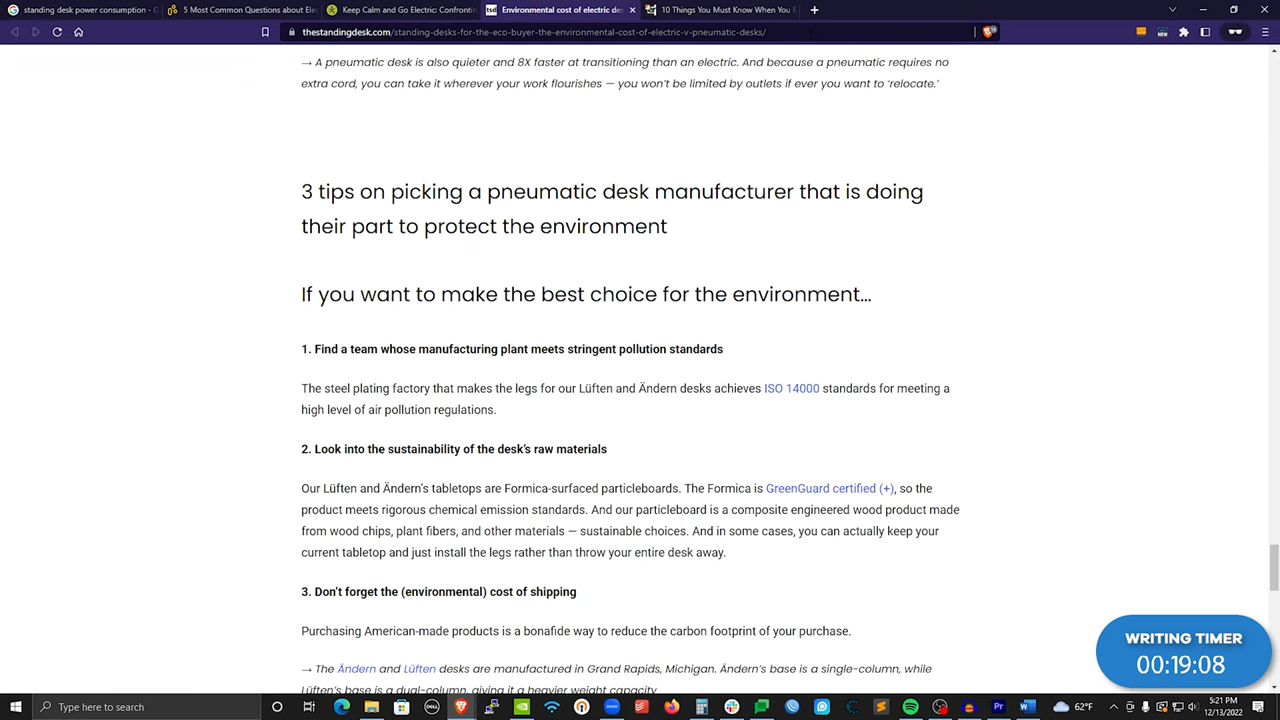 standing desk power consumption - G
5 Most Common Questions about Ele
Keep Calm and Go Electric: Confrontin
Environmental cost of electric de
10 Things You Must Know When You B
thestandingdesk.com/standing-desks-for-the-eco-buyer-the-environmental-cost-of-electric-v-pneumatic-desks/
→ A pneumatic desk is also quieter and 8X faster at transitioning than an electric. And because a pneumatic requires no
extra cord, you can take it wherever your work flourishes — you won't be limited by outlets if ever you want to 'relocate.'
3 tips on picking a pneumatic desk manufacturer that is doing
their part to protect the environment
If you want to make the best choice for the environment…
1. Find a team whose manufacturing plant meets stringent pollution standards
The steel plating factory that makes the legs for our Lüften and Ändern desks achieves ISO 14000 standards for meeting a
high level of air pollution regulations.
2. Look into the sustainability of the desk's raw materials
Our Lüften and Ändern's tabletops are Formica-surfaced particleboards. The Formica is GreenGuard certified (+), so the
product meets rigorous chemical emission standards. And our particleboard is a composite engineered wood product made
from wood chips, plant fibers, and other materials — sustainable choices. And in some cases, you can actually keep your
current tabletop and just install the legs rather than throw your entire desk away.
3. Don't forget the (environmental) cost of shipping
Purchasing American-made products is a bonafide way to reduce the carbon footprint of your purchase.
→ The Ändern and Lüften desks are manufactured in Grand Rapids, Michigan. Ändern's base is a single-column, while
Lüften's base is a dual-column, giving it a heavier weight capacity
WRITING TIMER
00:19:08
Type here to search
62°F
5:21 PM
12/13/2022